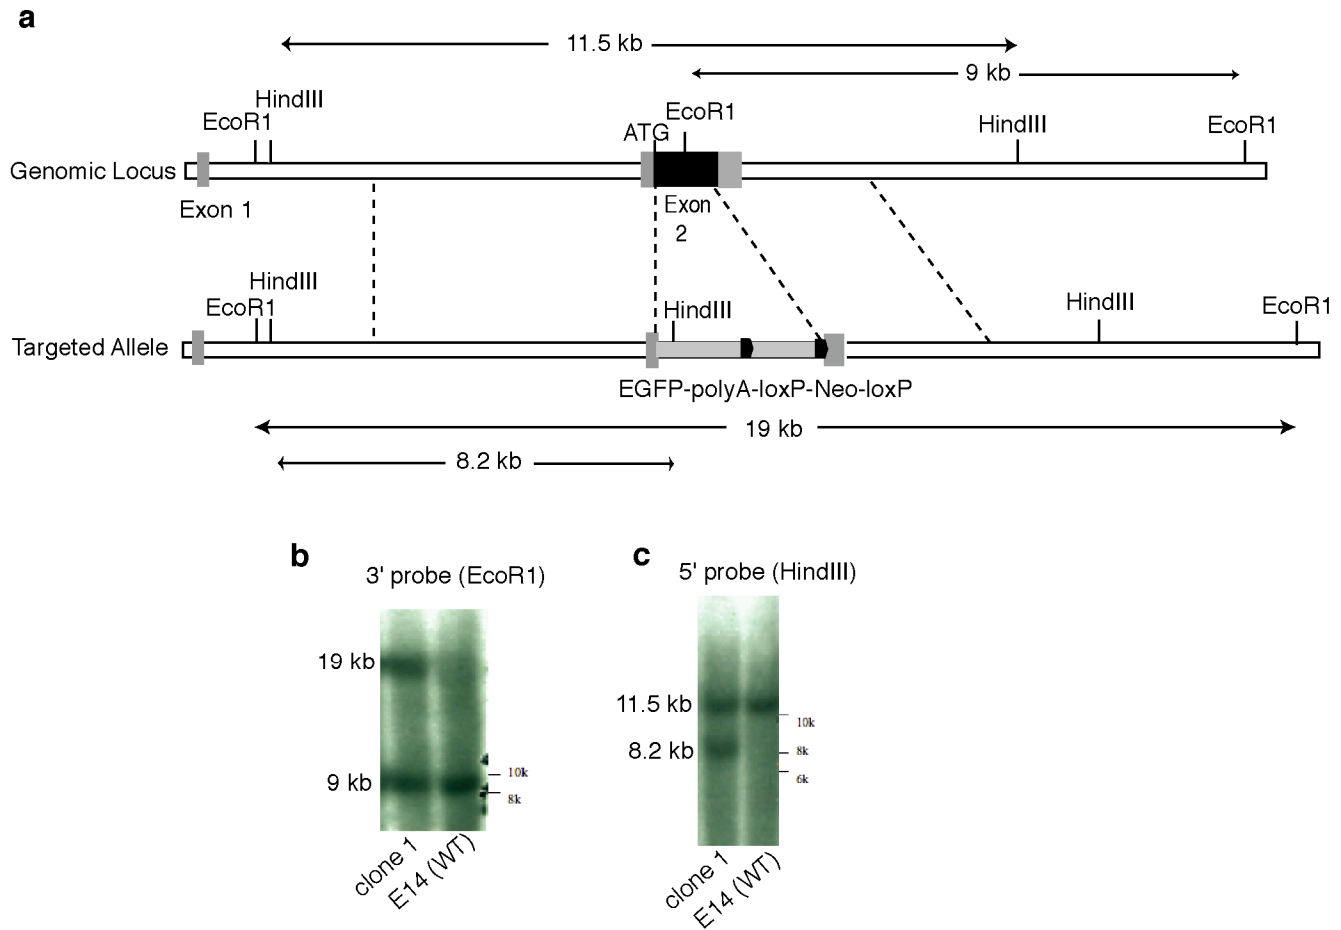 a
11.5 kb
9 kb
HindIII
EcoR1
EcoR1
ATG
HindIII
EcoR1
Genomic Locus
Exon 1
Exon
2
HindIII
EcoR1
HindIII
HindIII
EcoR1
Targeted Allele
EGFP-polyA-loxP-Neo-loxP
19 kb
8.2 kb
b
3' probe (EcoR1)
19 kb
9 kb
10k
8k
clone 1
E14 (WT)
c
5' probe (HindIII)
11.5 kb
8.2 kb
10k
8k
6k
clone 1
E14 (WT)